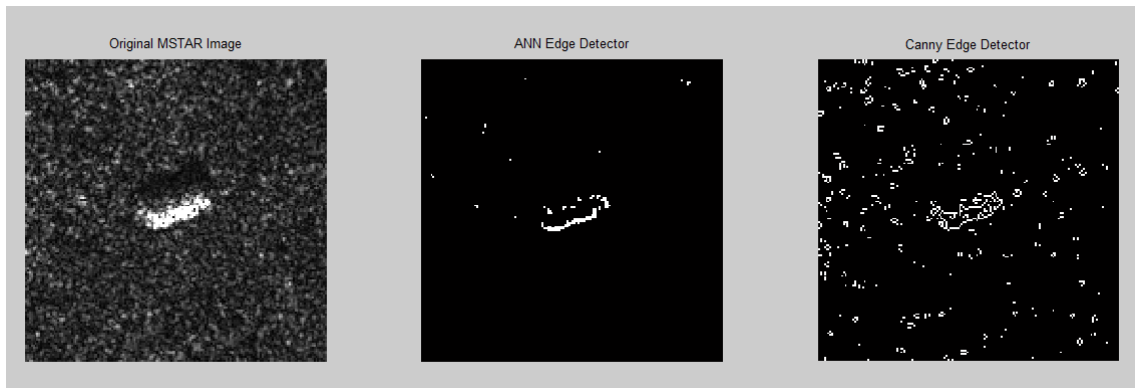 Original MSTAR Image
ANN Edge Detector
Canny Edge Detector